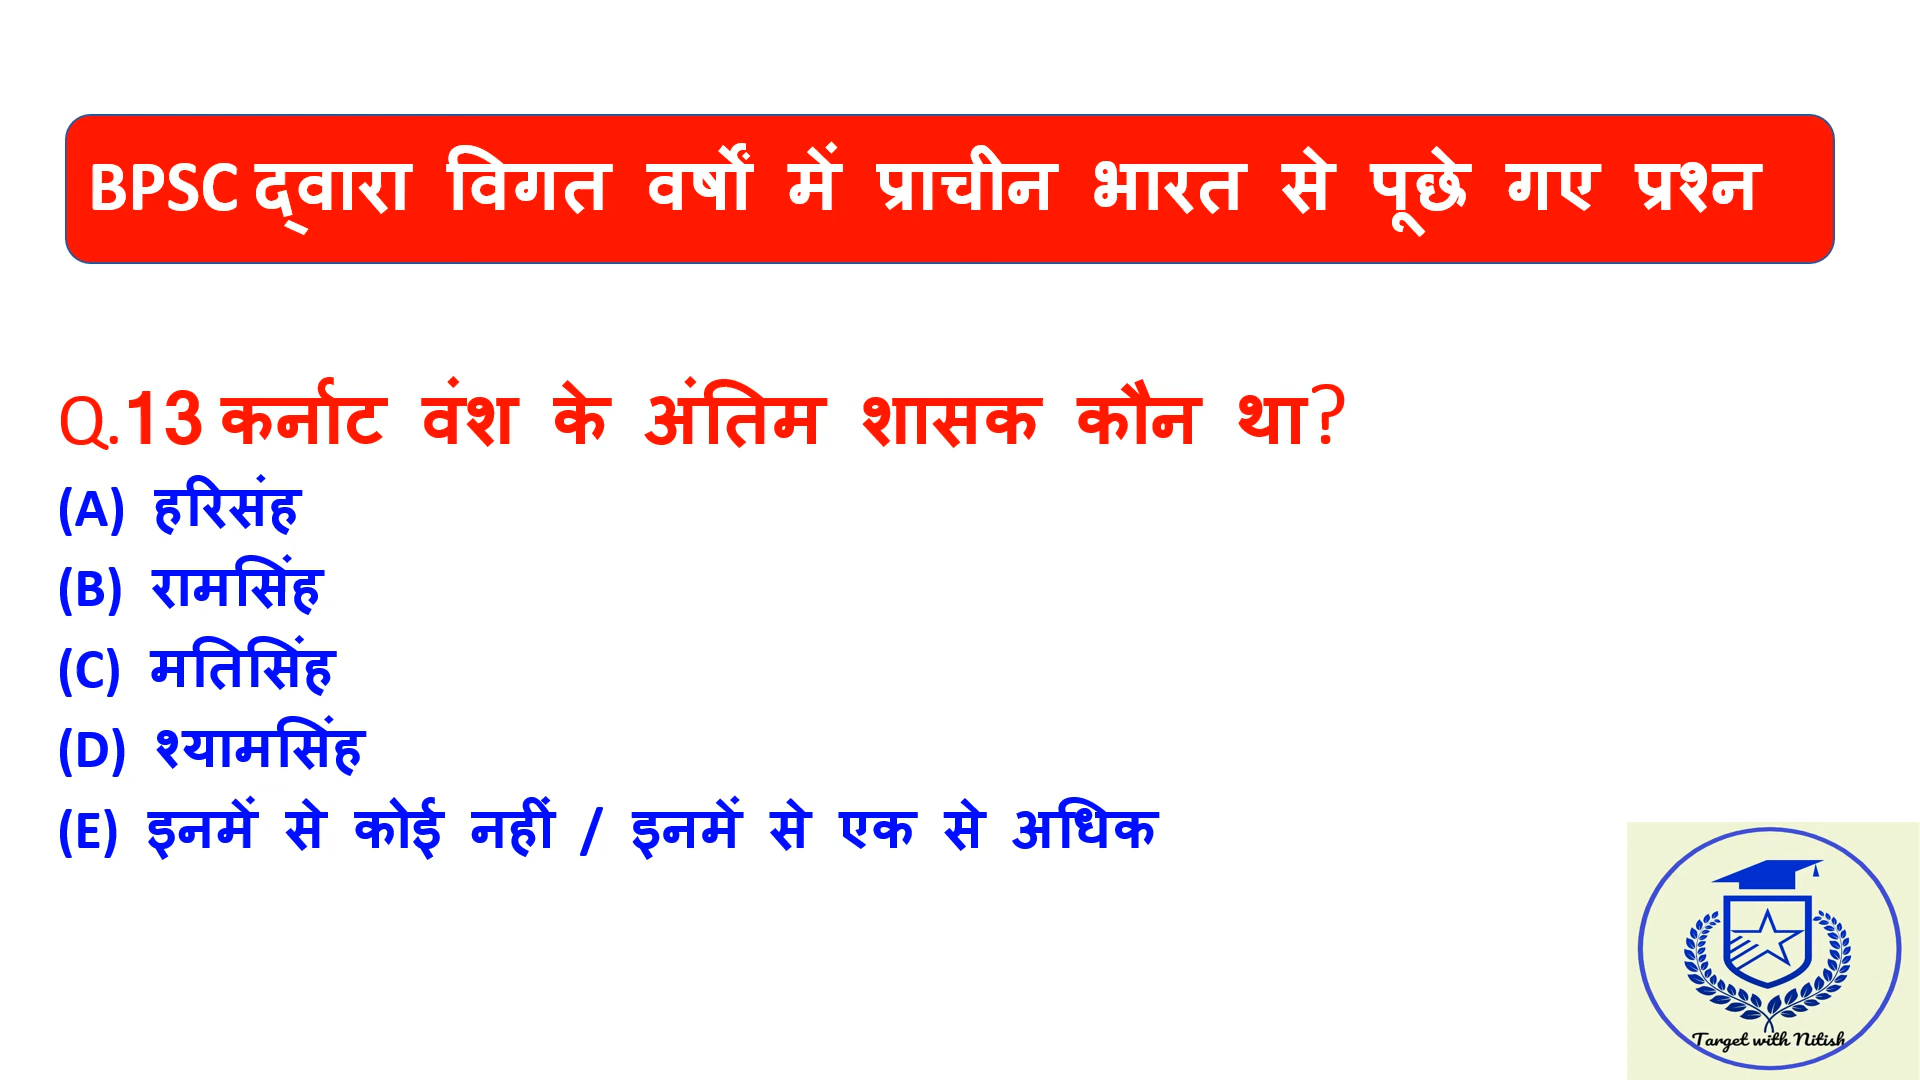 BPSC द्वारा विगत वर्षों में प्राचीन भारत से पूछे गए प्रश्न
Q.13 कर्नाट वंश के अंतिम शासक कौन था?
(A) हरिसंह
(B) रामसिंह
(C) मतिसिंह
(D) श्यामसिंह
(E) इनमें से कोई नहीं / इनमें से एक से अधिक
Target with Nitish